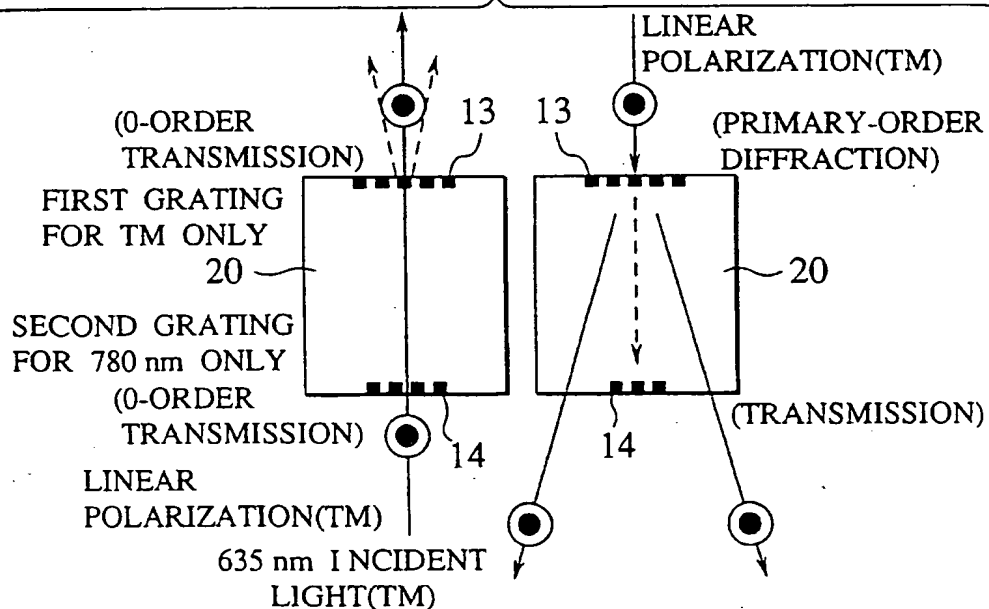 (0-ORDER
TRANSMISSION)
13
FIRST GRATING
FOR TM ONLY
20
SECOND GRATING
FOR 780 nm ONLY
(0-ORDER
TRANSMISSION)
14
LINEAR
POLARIZATION(TM)
635 nm I NCIDENT
LIGHT(TM)
LINEAR
POLARIZATION(TM)
13
(PRIMARY-ORDER
DIFFRACTION)
20
14
(TRANSMISSION)